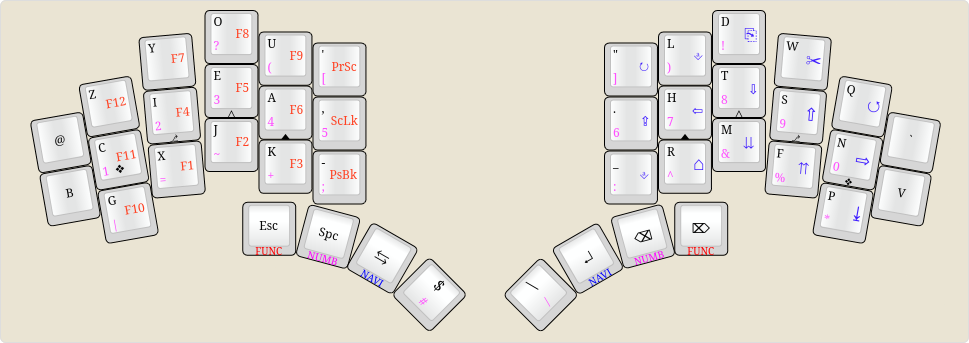 O F8
?
U F9
(
' PrSc
[
Y F7
Z F12
E F5
3
A F6
4
, ScLk
5
I F4
2
@
C F11
1
J F2
~
K F3
+
- PsBk
;
X F1
=
B
G F10
|
Esc
FUNC
Spc
NUMB
⇆
NAVI
$
#
" ↻
]
L
)
D
!
W ✂
. ⇪
6
H ⇦
7
T ⇩
8
S ⇧
9
Q ↺
`
_
:
R ⌂
^
M ⇊
&
F ⇈
%
N ⇨
0
V
P ⤓
*
⌦
FUNC
⌫
NUMB
⏎
NAVI
\